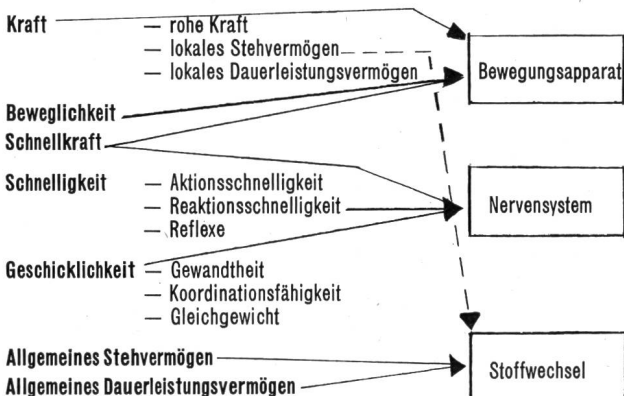 Kraft — rohe Kraft
— lokales Stehvermögen
— lokales Dauerleistungsvermögen
Bewegungsapparat
Beweglichkeit
Schnellkraft
Schnelligkeit — Aktionsschnelligkeit
— Reaktionsschnelligkeit
— Reflexe
Nervensystem
Geschicklichkeit — Gewandtheit
— Koordinationsfähigkeit
— Gleichgewicht
Allgemeines Stehvermögen
Allgemeines Dauerleistungsvermögen
Stoffwechsel